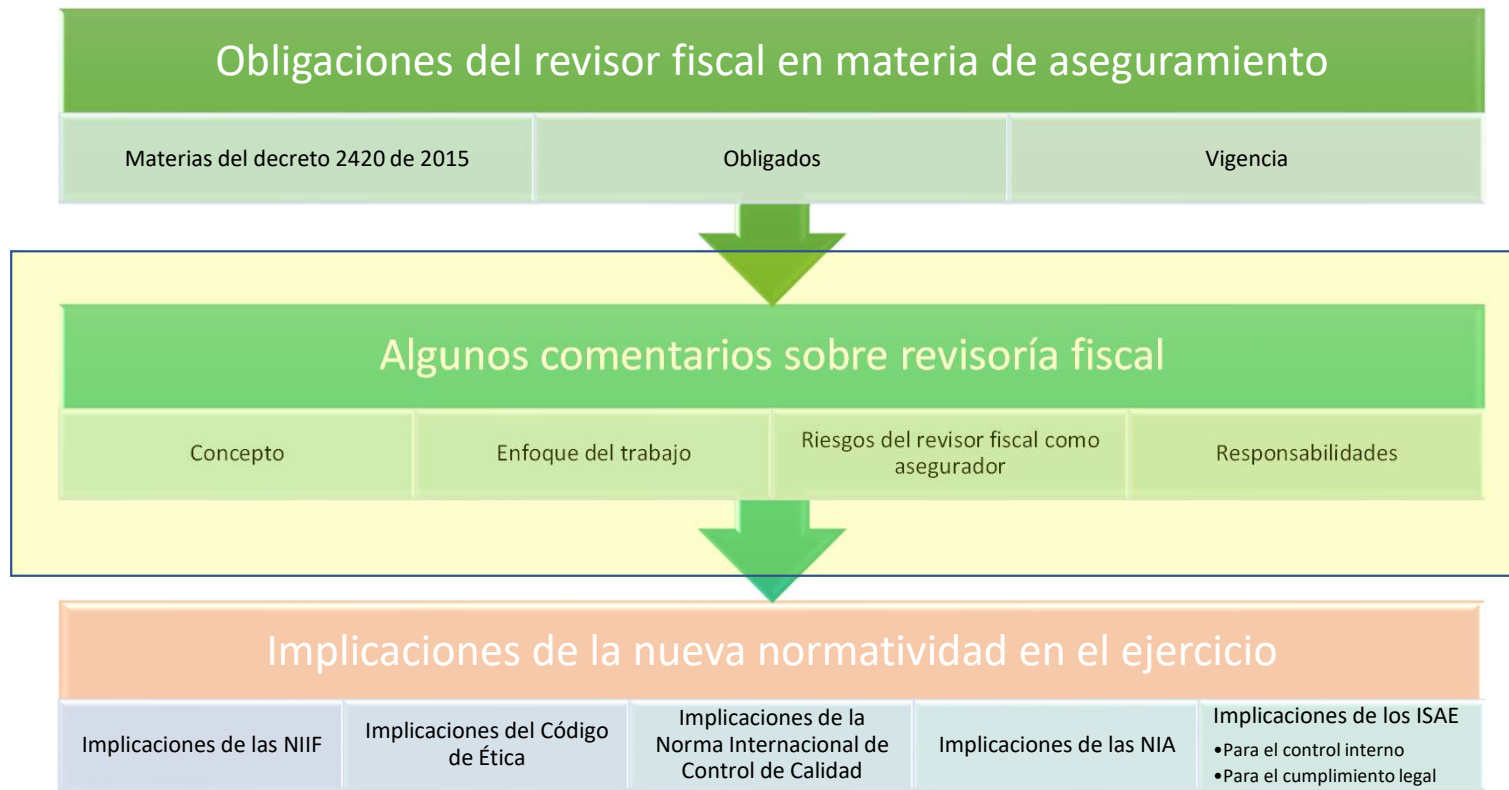 Obligaciones del revisor fiscal en materia de aseguramiento
Materias del decreto 2420 de 2015
Obligados
Vigencia
Algunos comentarios sobre revisoría fiscal
Concepto
Enfoque del trabajo
Riesgos del revisor fiscal como
asegurador
Responsabilidades
Implicaciones de la nueva normatividad en el ejercicio
Implicaciones de las NIIF
Implicaciones del Código
de Ética
Implicaciones de la
Norma Internacional de
Control de Calidad
Implicaciones de las NIA
Implicaciones de los ISAE
•Para el control interno
•Para el cumplimiento legal